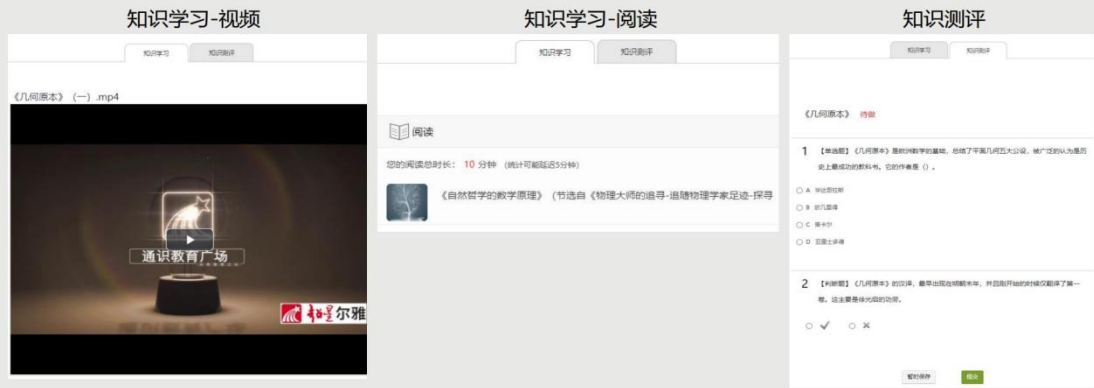 知识学习-视频
知识学习
知识测评
《几何原本》（一）.mp4
通识教育广场
超星尔雅
知识学习-阅读
知识学习
知识测评
阅读
您的阅读总时长： 10 分钟 (统计可能延迟5分钟)
《自然哲学的数学原理》（节选自《物理大师的追寻-追随物理学家足迹-探寻
知识测评
知识学习
知识测评
《几何原本》 待做
1 【单选题】《几何原本》是欧洲数学的基础，总结了平面几何五大公设，被广泛的认为是历
史上最成功的教科书。它的作者是（）。
A 毕达哥拉斯
B 欧几里得
C 笛卡尔
D 亚里士多德
2 【判断题】《几何原本》的汉译，最早出现在明朝末年，并且刚开始的时候仅翻译了第一
卷。这主要是徐光启的功劳。
暂时保存
提交